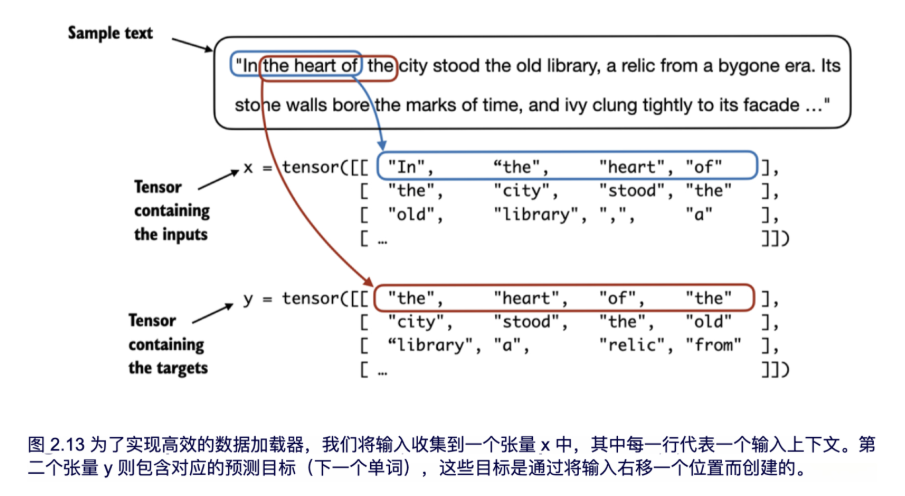 Sample text
"In the heart of the city stood the old library, a relic from a bygone era. Its
stone walls bore the marks of time, and ivy clung tightly to its facade ..."
x = tensor([[ "In", “the", "heart", "of" ],
[ "the", "city", "stood", "the" ],
[ "old", "library", ",", "a" ],
[ … ]])
Tensor
containing
the inputs
y = tensor([[ "the", "heart", "of", "the" ],
[ "city", "stood", "the", "old" ],
[ “library", "a", "relic", "from" ],
[ … ]])
Tensor
containing
the targets
图 2.13 为了实现高效的数据加载器，我们将输入收集到一个张量 x 中，其中每一行代表一个输入上下文。第
二个张量 y 则包含对应的预测目标（下一个单词），这些目标是通过将输入右移一个位置而创建的。